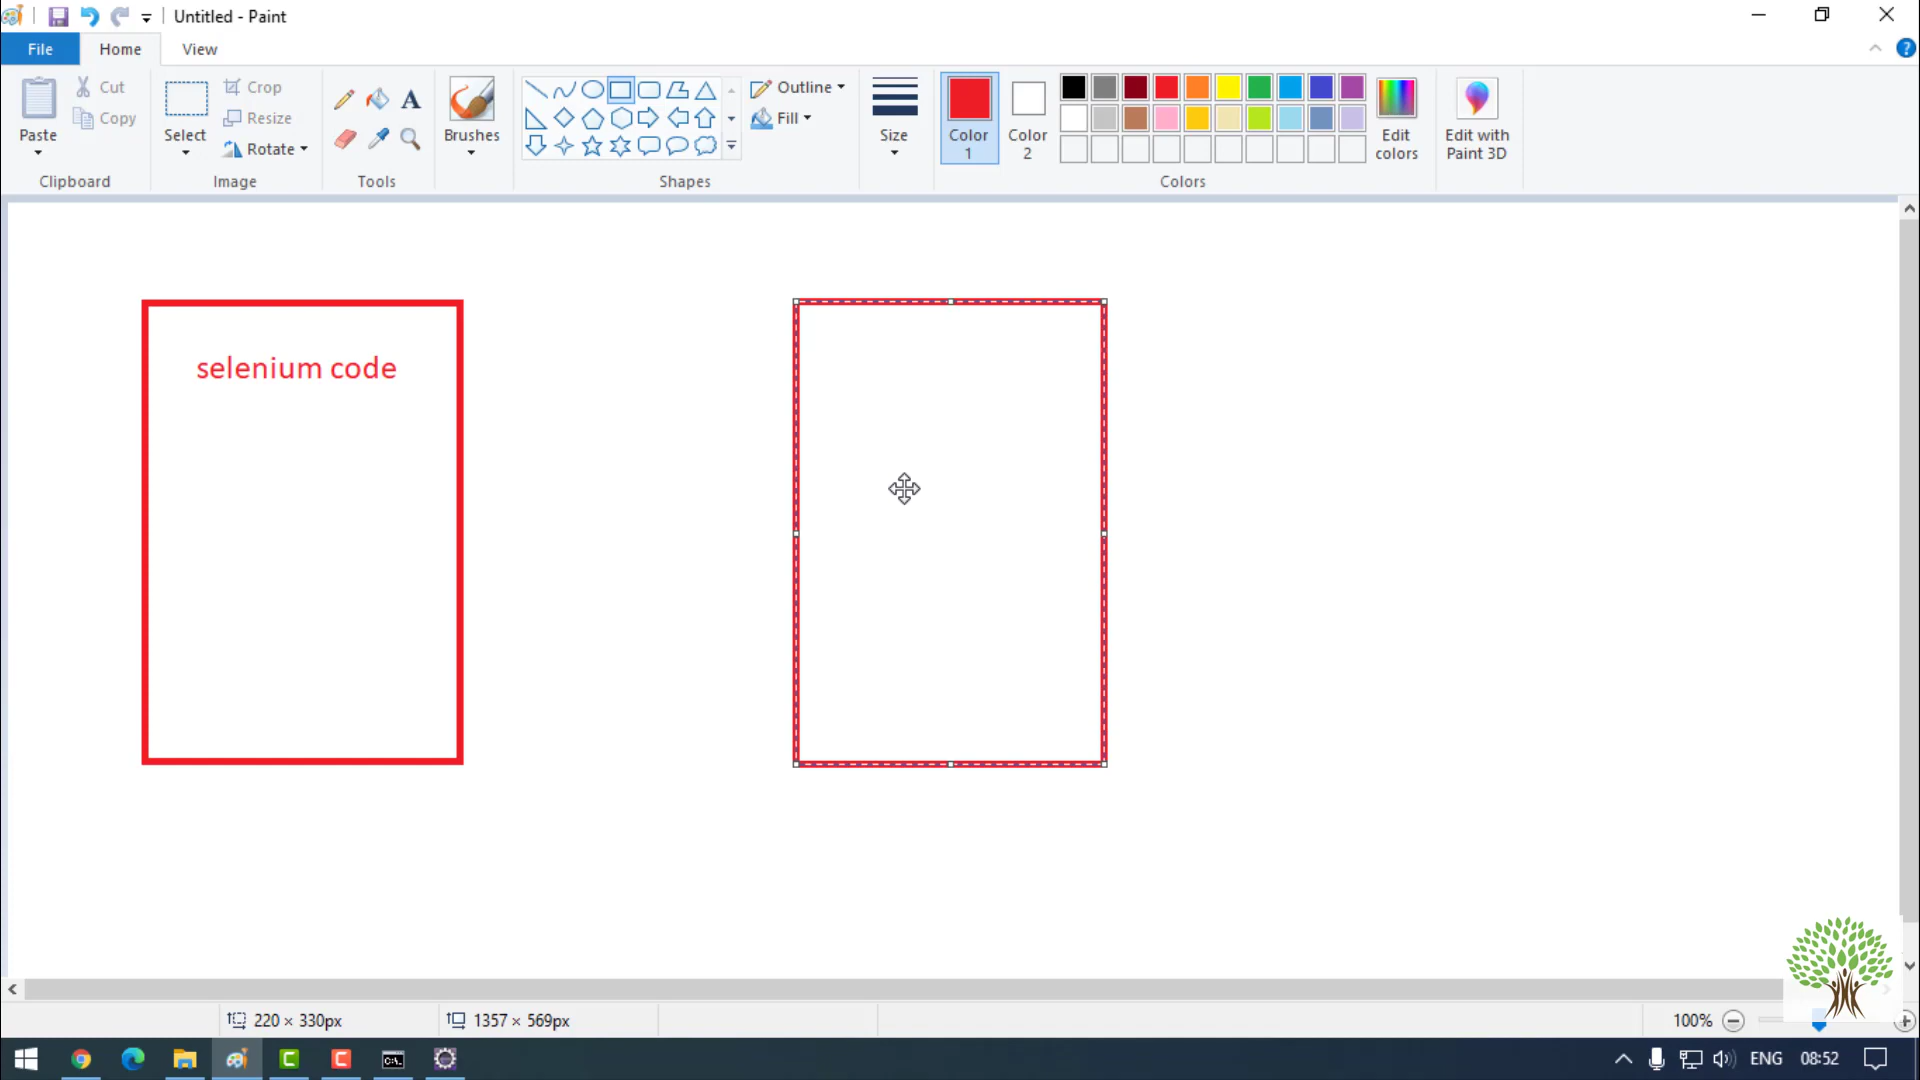 Untitled - Paint
File Home View
Paste
Cut
Copy
Clipboard
Select
Crop
Resize
Rotate
Image
A
Tools
Brushes
Outline
Fill
Shapes
Size
Color 1
Color 2
Colors
Edit colors
Edit with Paint 3D
selenium code
220 × 330px
1357 × 569px
100%
ENG
08:52